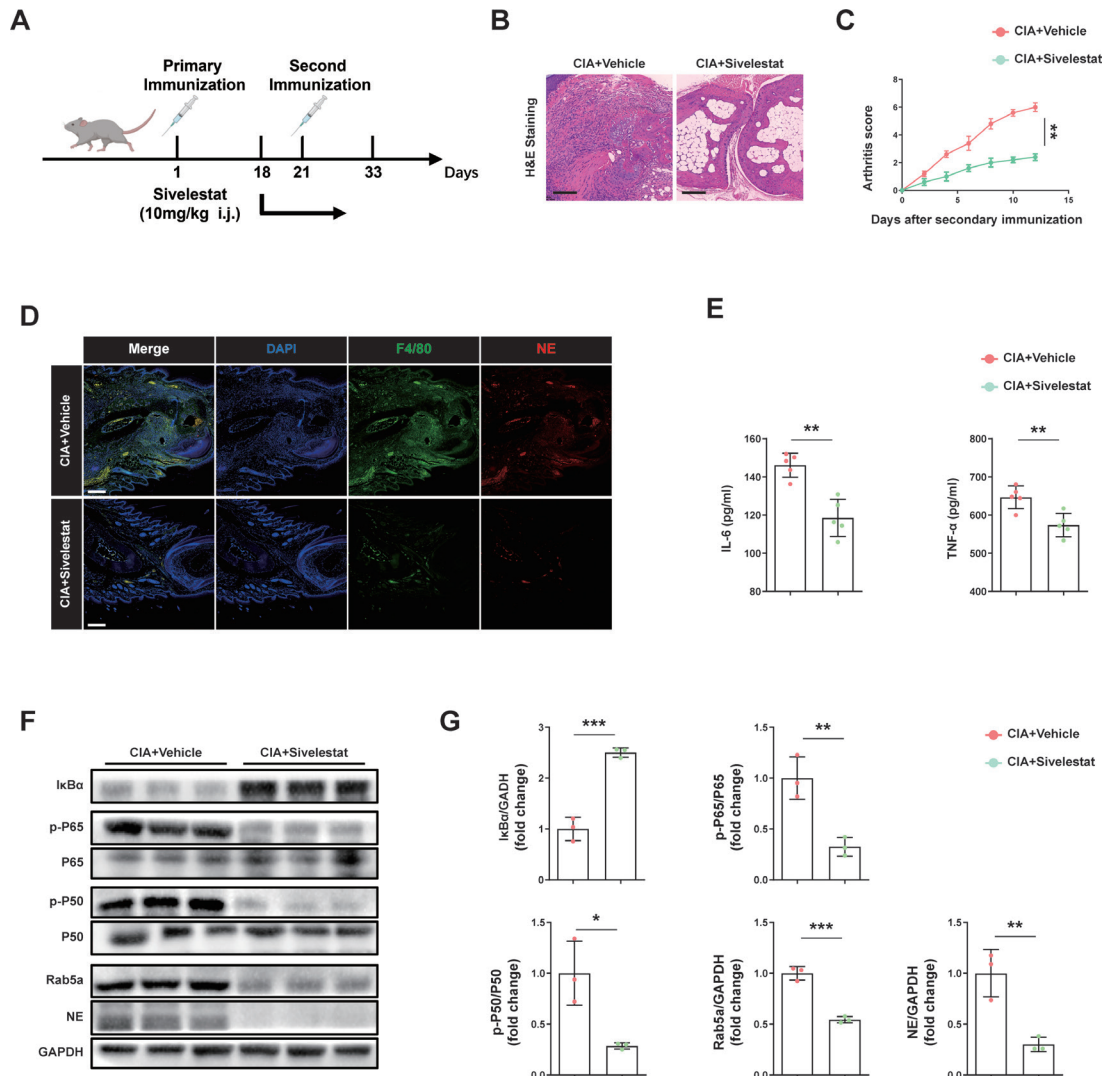 A
Primary
Immunization
Second
Immunization
1
18
21
33
Days
Sivelestat
(10mg/kg i.j.)
B
CIA+Vehicle
CIA+Sivelestat
H&E Staining
C
CIA+Vehicle
CIA+Sivelestat
Arthritis score
8
6
4
2
0
0
5
10
15
**
Days after secondary immunization
D
Merge
DAPI
F4/80
NE
CIA+Vehicle
CIA+Sivelestat
E
CIA+Vehicle
CIA+Sivelestat
**
IL-6 (pg/ml)
160
140
120
100
80
**
TNF-α (pg/ml)
800
700
600
500
400
F
CIA+Vehicle
CIA+Sivelestat
IκBα
p-P65
P65
p-P50
P50
Rab5a
NE
GAPDH
G
CIA+Vehicle
CIA+Sivelestat
***
IκBα/GADH
(fold change)
3
2
1
0
**
p-P65/P65
(fold change)
1.5
1.0
0.5
0.0
*
p-P50/P50
(fold change)
1.5
1.0
0.5
0
***
Rab5a/GAPDH
(fold change)
1.5
1.0
0.5
0
**
NE/GAPDH
(fold change)
1.5
1.0
0.5
0